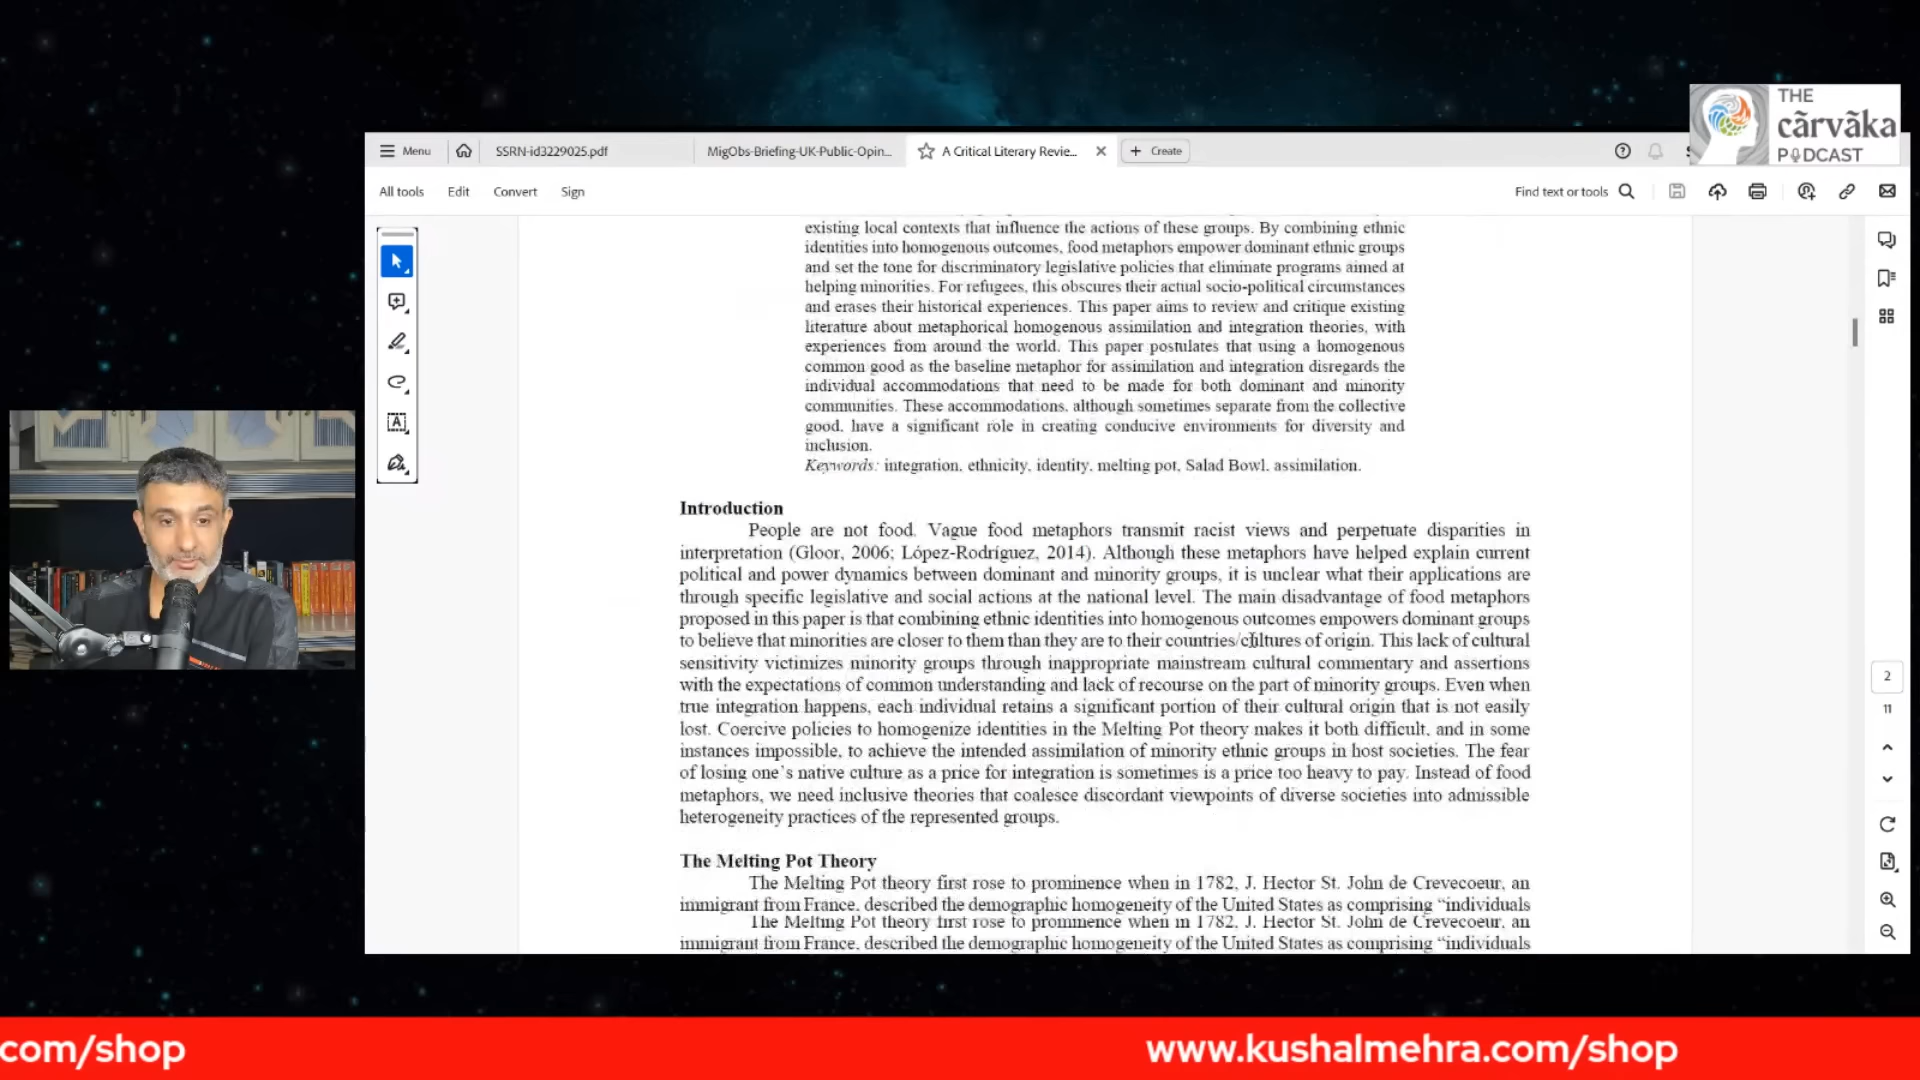 THE
cārvāka
PODCAST
Menu
SSRN-id3229025.pdf
MigObs-Briefing-UK-Public-Opin...
A Critical Literary Revie...
Create
All tools
Edit
Convert
Sign
Find text or tools
existing local contexts that influence the actions of these groups. By combining ethnic
identities into homogenous outcomes, food metaphors empower dominant ethnic groups
and set the tone for discriminatory legislative policies that eliminate programs aimed at
helping minorities. For refugees, this obscures their actual socio-political circumstances
and erases their historical experiences. This paper aims to review and critique existing
literature about metaphorical homogenous assimilation and integration theories, with
experiences from around the world. This paper postulates that using a homogenous
common good as the baseline metaphor for assimilation and integration disregards the
individual accommodations that need to be made for both dominant and minority
communities. These accommodations, although sometimes separate from the collective
good, have a significant role in creating conducive environments for diversity and
inclusion.
Keywords: integration, ethnicity, identity, melting pot, Salad Bowl, assimilation.
Introduction
People are not food. Vague food metaphors transmit racist views and perpetuate disparities in
interpretation (Gloor, 2006; López-Rodríguez, 2014). Although these metaphors have helped explain current
political and power dynamics between dominant and minority groups, it is unclear what their applications are
through specific legislative and social actions at the national level. The main disadvantage of food metaphors
proposed in this paper is that combining ethnic identities into homogenous outcomes empowers dominant groups
to believe that minorities are closer to them than they are to their countries/cultures of origin. This lack of cultural
sensitivity victimizes minority groups through inappropriate mainstream cultural commentary and assertions
with the expectations of common understanding and lack of recourse on the part of minority groups. Even when
true integration happens, each individual retains a significant portion of their cultural origin that is not easily
lost. Coercive policies to homogenize identities in the Melting Pot theory makes it both difficult, and in some
instances impossible, to achieve the intended assimilation of minority ethnic groups in host societies. The fear
of losing one's native culture as a price for integration is sometimes is a price too heavy to pay. Instead of food
metaphors, we need inclusive theories that coalesce discordant viewpoints of diverse societies into admissible
heterogeneity practices of the represented groups.
The Melting Pot Theory
The Melting Pot theory first rose to prominence when in 1782, J. Hector St. John de Crevecoeur, an
immigrant from France, described the demographic homogeneity of the United States as comprising "individuals
The Melting Pot theory first rose to prominence when in 1782, J. Hector St. John de Crevecoeur, an
immigrant from France, described the demographic homogeneity of the United States as comprising "individuals
2
11
com/shop
www.kushalmehra.com/shop